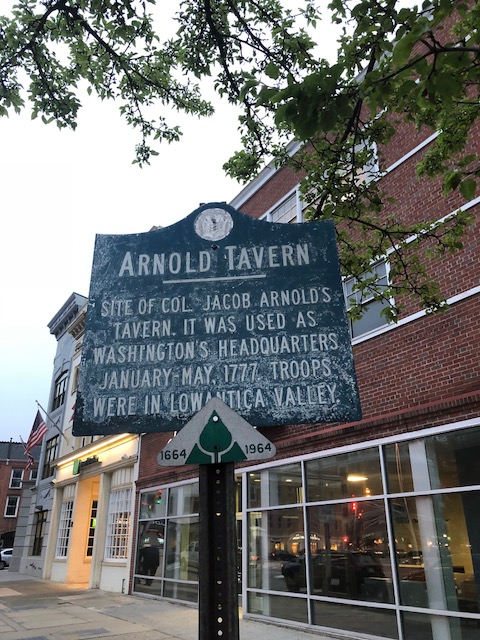 ARNOLD TAVERN
SITE OF COL. JACOB ARNOLD'S
TAVERN. IT WAS USED AS
WASHINGTON'S HEADQUARTERS
JANUARY-MAY, 1777. TROOPS
WERE IN LOWANTICA VALLEY.
1664 1964